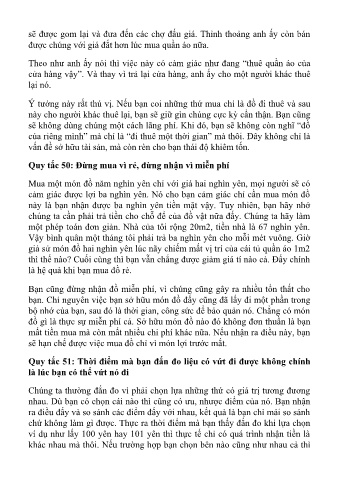 sẽ được gom lại và đưa đến các chợ đấu giá. Thỉnh thoảng anh ấy còn bán
được chúng với giá đắt hơn lúc mua quần áo nữa.
Theo như anh ấy nói thì việc này có cảm giác như đang “thuê quần áo của
cửa hàng vậy”. Và thay vì trả lại cửa hàng, anh ấy cho một người khác thuê
lại nó.
Ý tưởng này rất thú vị. Nếu bạn coi những thứ mua chỉ là đồ đi thuê và sau
này cho người khác thuê lại, bạn sẽ giữ gìn chúng cực kỳ cẩn thận. Bạn cũng
sẽ không dùng chúng một cách lãng phí. Khi đó, bạn sẽ không còn nghĩ “đồ
của riêng mình” mà chỉ là “đi thuê một thời gian” mà thôi. Đây không chỉ là
vấn đề sở hữu tài sản, mà còn rèn cho bạn thái độ khiêm tốn.
Quy tắc 50: Đừng mua vì rẻ, đừng nhận vì miễn phí
Mua một món đồ năm nghìn yên chỉ với giá hai nghìn yên, mọi người sẽ có
cảm giác được lợi ba nghìn yên. Nó cho bạn cảm giác chỉ cần mua món đồ
này là bạn nhận được ba nghìn yên tiền mặt vậy. Tuy nhiên, bạn hãy nhớ
chúng ta cần phải trả tiền cho chỗ để của đồ vật nữa đấy. Chúng ta hãy làm
một phép toán đơn giản. Nhà của tôi rộng 20m2, tiền nhà là 67 nghìn yên.
Vậy bình quân một tháng tôi phải trả ba nghìn yên cho mỗi mét vuông. Giờ
giả sử món đồ hai nghìn yên lúc nãy chiếm mất vị trí của cái tủ quần áo 1m2
thì thế nào? Cuối cùng thì bạn vẫn chẳng được giảm giá tí nào cả. Đấy chính
là hệ quả khi bạn mua đồ rẻ.
Bạn cũng đừng nhận đồ miễn phí, vì chúng cũng gây ra nhiều tốn thất cho
bạn. Chỉ nguyên việc bạn sở hữu món đồ đấy cũng đã lấy đi một phần trong
bộ nhớ của bạn, sau đó là thời gian, công sức để bảo quản nó. Chẳng có món
đồ gì là thực sự miễn phí cả. Sở hữu món đồ nào đó không đơn thuần là bạn
mất tiền mua mà còn mất nhiều chi phí khác nữa. Nếu nhận ra điều này, bạn
sẽ hạn chế được việc mua đồ chỉ vì món lợi trước mắt.
Quy tắc 51: Thời điểm mà bạn đắn đo liệu có vứt đi được không chính
là lúc bạn có thể vứt nó đi
Chúng ta thường đắn đo vì phải chọn lựa những thứ có giá trị tương đương
nhau. Dù bạn có chọn cái nào thì cũng có ưu, nhược điểm của nó. Bạn nhận
ra điều đấy và so sánh các điểm đấy với nhau, kết quả là bạn chỉ mải so sánh
chứ không làm gì được. Thực ra thời điểm mà bạn thấy đắn đo khi lựa chọn
ví dụ như lấy 100 yên hay 101 yên thì thực tế chỉ có quá trình nhận tiền là
khác nhau mà thôi. Nếu trường hợp bạn chọn bên nào cũng như nhau cả thì